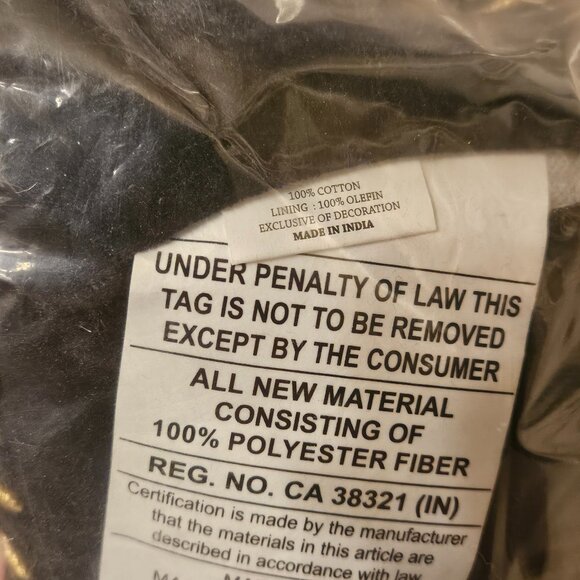 100% COTTON
LINING : 100% OLEFIN
EXCLUSIVE OF DECORATION
MADE IN INDIA
UNDER PENALTY OF LAW THIS
TAG IS NOT TO BE REMOVED
EXCEPT BY THE CONSUMER
ALL NEW MATERIAL
CONSISTING OF
100% POLYESTER FIBER
REG. NO. CA 38321 (IN)
Certification is made by the manufacturer
that the materials in this article are
described in accordance with law